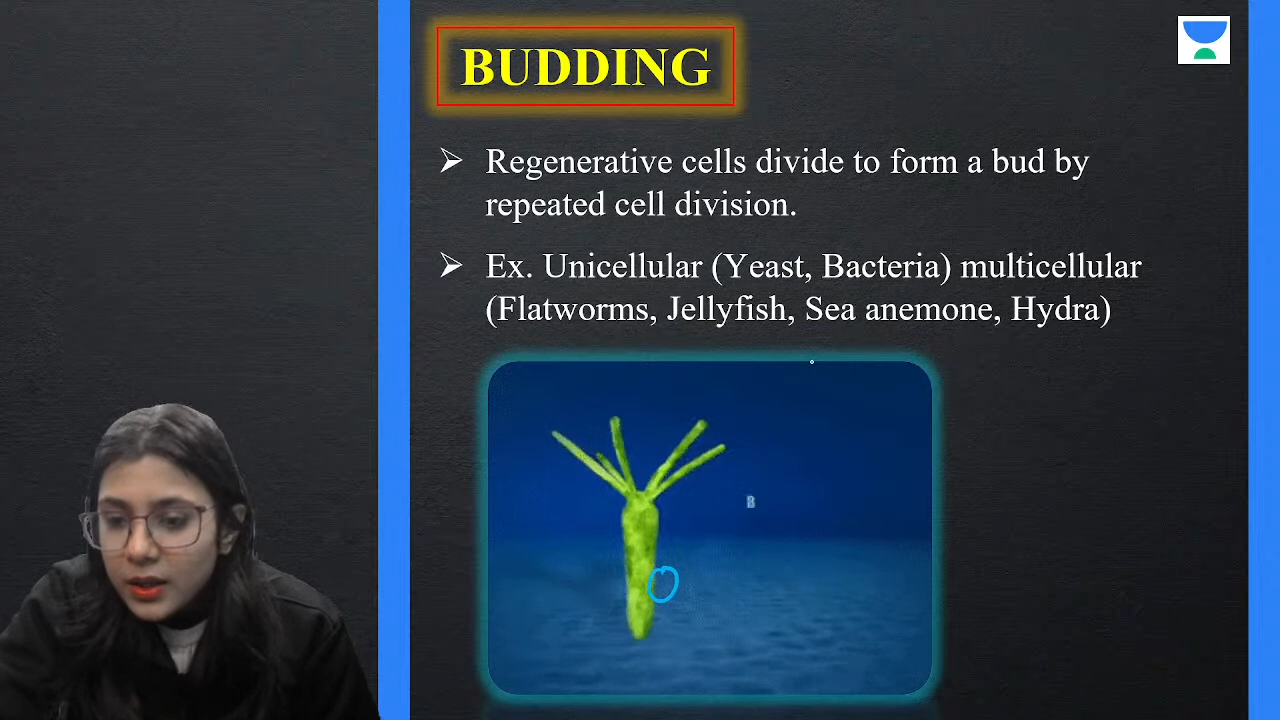 BUDDING
➢ Regenerative cells divide to form a bud by
repeated cell division.
➢ Ex. Unicellular (Yeast, Bacteria) multicellular
(Flatworms, Jellyfish, Sea anemone, Hydra)
B